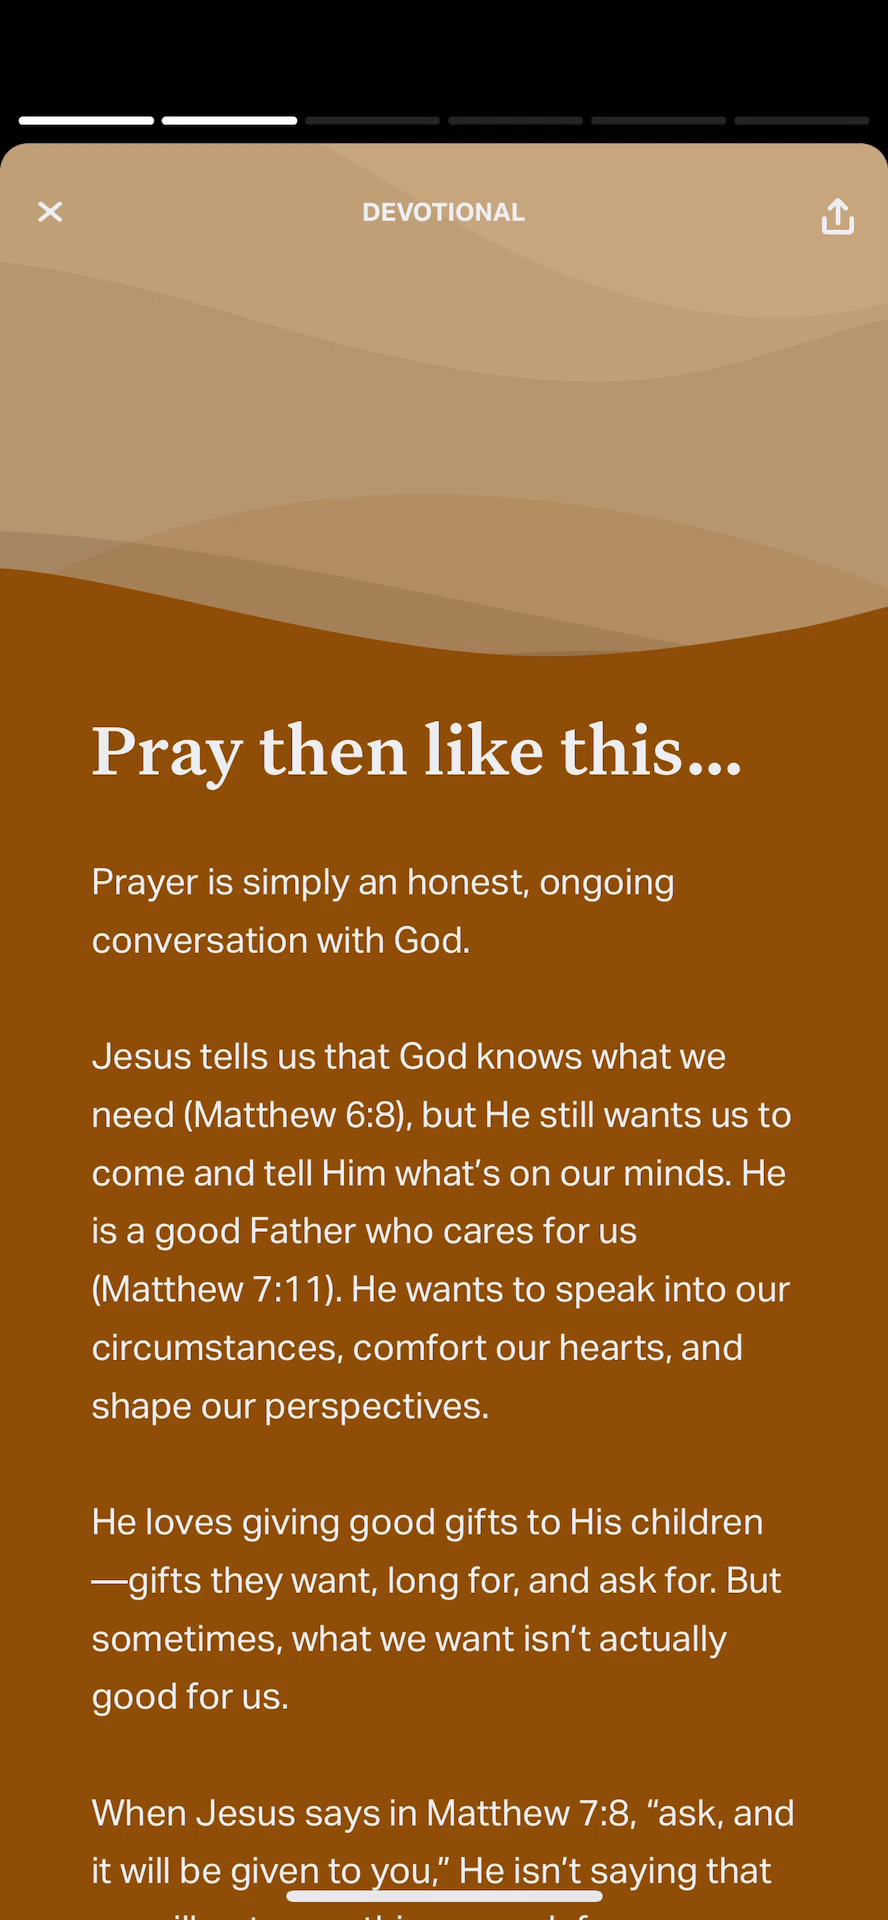 DEVOTIONAL
Pray then like this...
Prayer is simply an honest, ongoing
conversation with God.
Jesus tells us that God knows what we
need (Matthew 6:8), but He still wants us to
come and tell Him what’s on our minds. He
is a good Father who cares for us
(Matthew 7:11). He wants to speak into our
circumstances, comfort our hearts, and
shape our perspectives.
He loves giving good gifts to His children
—gifts they want, long for, and ask for. But
sometimes, what we want isn’t actually
good for us.
When Jesus says in Matthew 7:8, “ask, and
it will be given to you,” He isn’t saying that